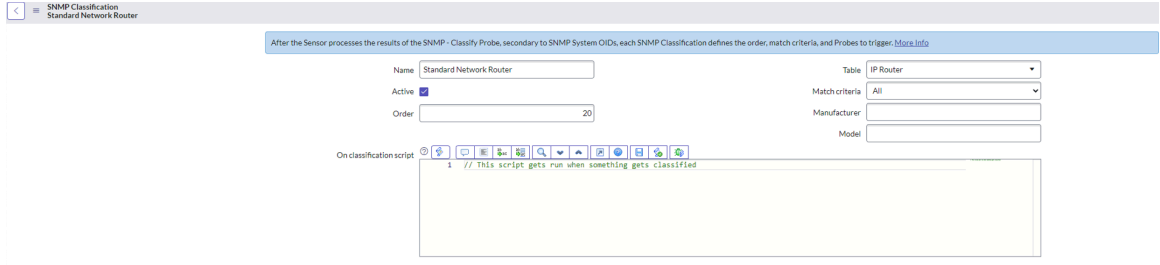 SNMP Classification
Standard Network Router
After the Sensor processes the results of the SNMP - Classify Probe, secondary to SNMP System OIDs, each SNMP Classification defines the order, match criteria, and Probes to trigger. More Info
Name Standard Network Router
Table IP Router
Active
Match criteria All
Order 20
Manufacturer
Model
On classification script
1 // This script gets run when something gets classified